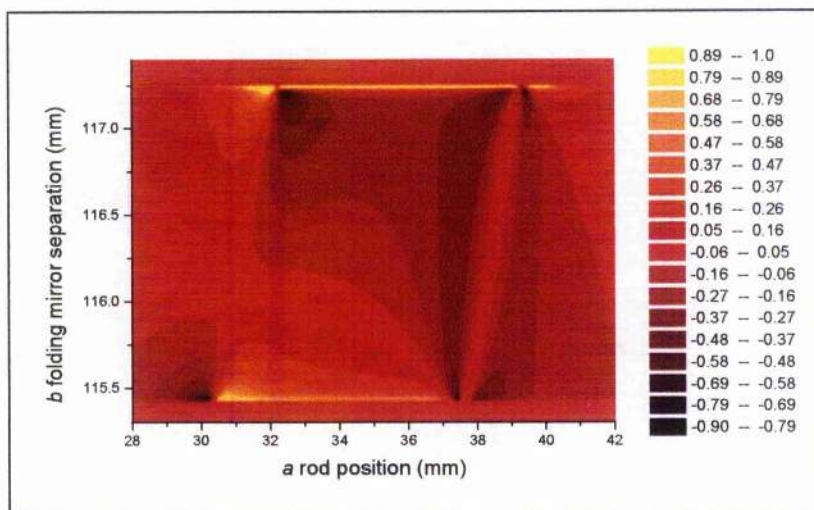 117.0
116.5
116.0
115.5
b folding mirror separation (mm)
28 30 32 34 36 38 40 42
a rod position (mm)
0.89 -- 1.0
0.79 -- 0.89
0.68 -- 0.79
0.58 -- 0.68
0.47 -- 0.58
0.37 -- 0.47
0.26 -- 0.37
0.16 -- 0.26
0.05 -- 0.16
-0.06 -- 0.05
-0.16 -- -0.06
-0.27 -- -0.16
-0.37 -- -0.27
-0.48 -- -0.37
-0.58 -- -0.48
-0.69 -- -0.58
-0.79 -- -0.69
-0.90 -- -0.79